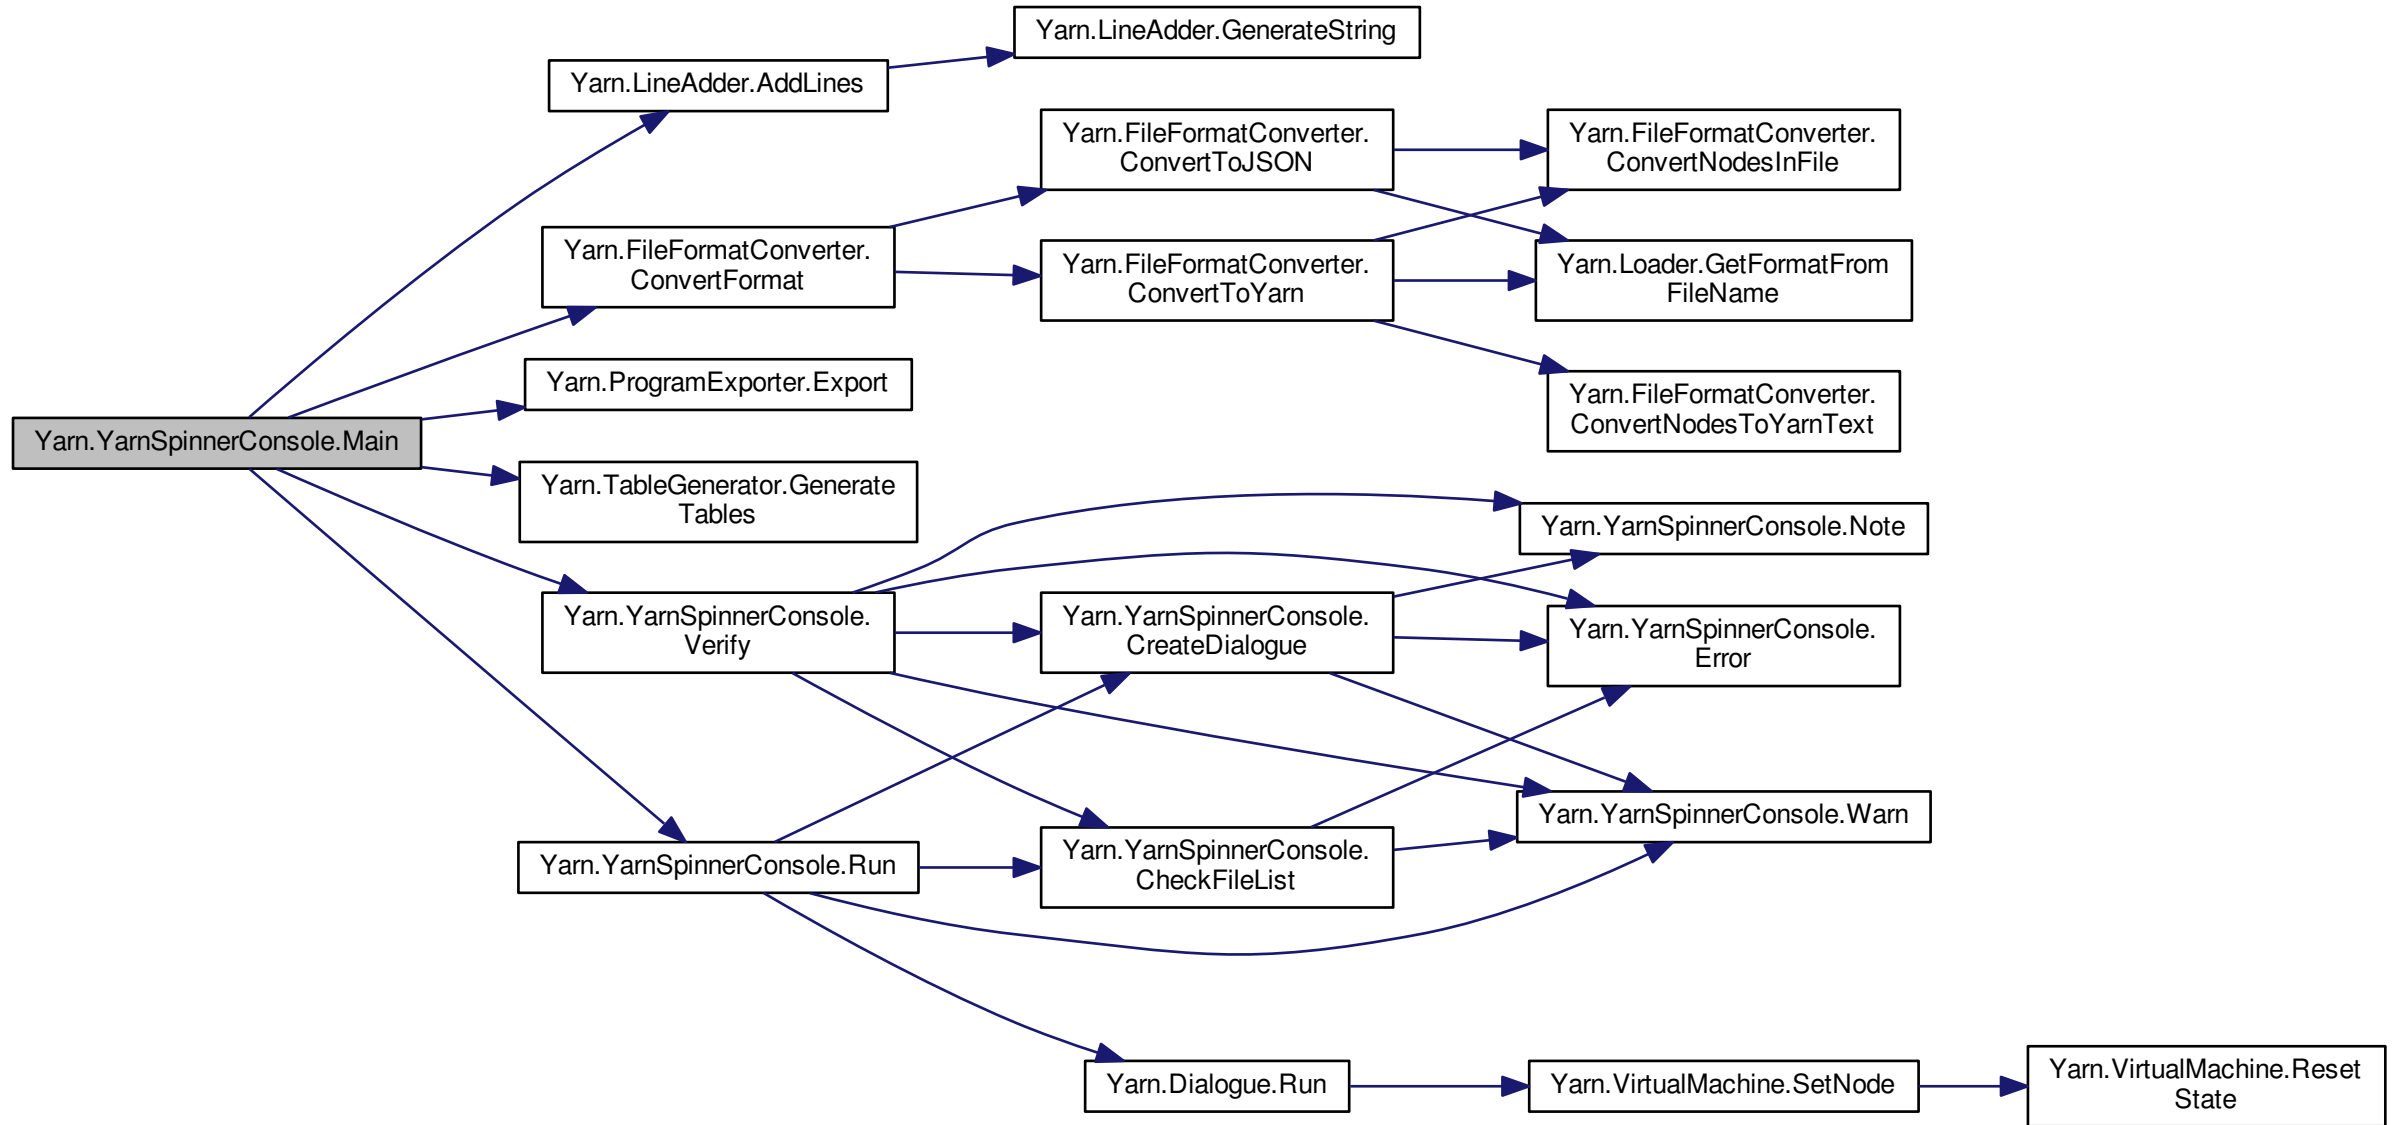 Yarn.LineAdder.GenerateString
Yarn.LineAdder.AddLines
Yarn.FileFormatConverter.
ConvertToJSON
Yarn.FileFormatConverter.
ConvertNodesInFile
Yarn.FileFormatConverter.
ConvertFormat
Yarn.FileFormatConverter.
ConvertToYarn
Yarn.Loader.GetFormatFrom
FileName
Yarn.ProgramExporter.Export
Yarn.FileFormatConverter.
ConvertNodesToYarnText
Yarn.YarnSpinnerConsole.Main
Yarn.TableGenerator.Generate
Tables
Yarn.YarnSpinnerConsole.Note
Yarn.YarnSpinnerConsole.
Verify
Yarn.YarnSpinnerConsole.
CreateDialogue
Yarn.YarnSpinnerConsole.
Error
Yarn.YarnSpinnerConsole.Warn
Yarn.YarnSpinnerConsole.Run
Yarn.YarnSpinnerConsole.
CheckFileList
Yarn.Dialogue.Run
Yarn.VirtualMachine.SetNode
Yarn.VirtualMachine.Reset
State